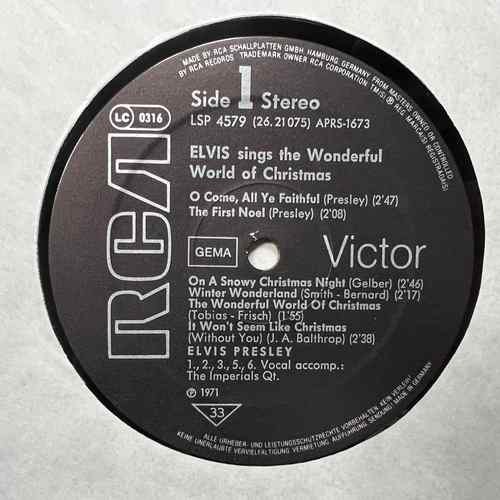 MADE BY RCA SCHALLPLATTEN GMBH, HAMBURG, GERMANY FROM MASTERS OWNED OR CONTROLLED
BY RCA RECORDS TRADEMARK OWNER RCA CORPORATION TM(S) ® REG. MARCA(S) REGISTRADA(S)
Side 1 Stereo
LC 0316
LSP 4579 (26.21075) APRS-1673
ELVIS sings the Wonderful
World of Christmas
O Come, All Ye Faithful (Presley) (2'47)
The First Noel (Presley) (2'08)
RCA
GEMA
Victor
On A Snowy Christmas Night (Gelber) (2'46)
Winter Wonderland (Smith - Bernard) (2'17)
The Wonderful World Of Christmas
(Tobias - Frisch) (1'55)
It Won't Seem Like Christmas
(Without You) (J. A. Balthrop) (2'38)
ELVIS PRESLEY
1., 2., 3., 5., 6. Vocal accomp.:
The Imperials Qt.
℗ 1971
33
ALLE URHEBER- UND LEISTUNGSSCHUTZRECHTE VORBEHALTEN. KEIN VERLEIH!
KEINE UNERLAUBTE VERVIELFÄLTIGUNG, VERMIETUNG, AUFFÜHRUNG, SENDUNG! MADE IN GERMANY